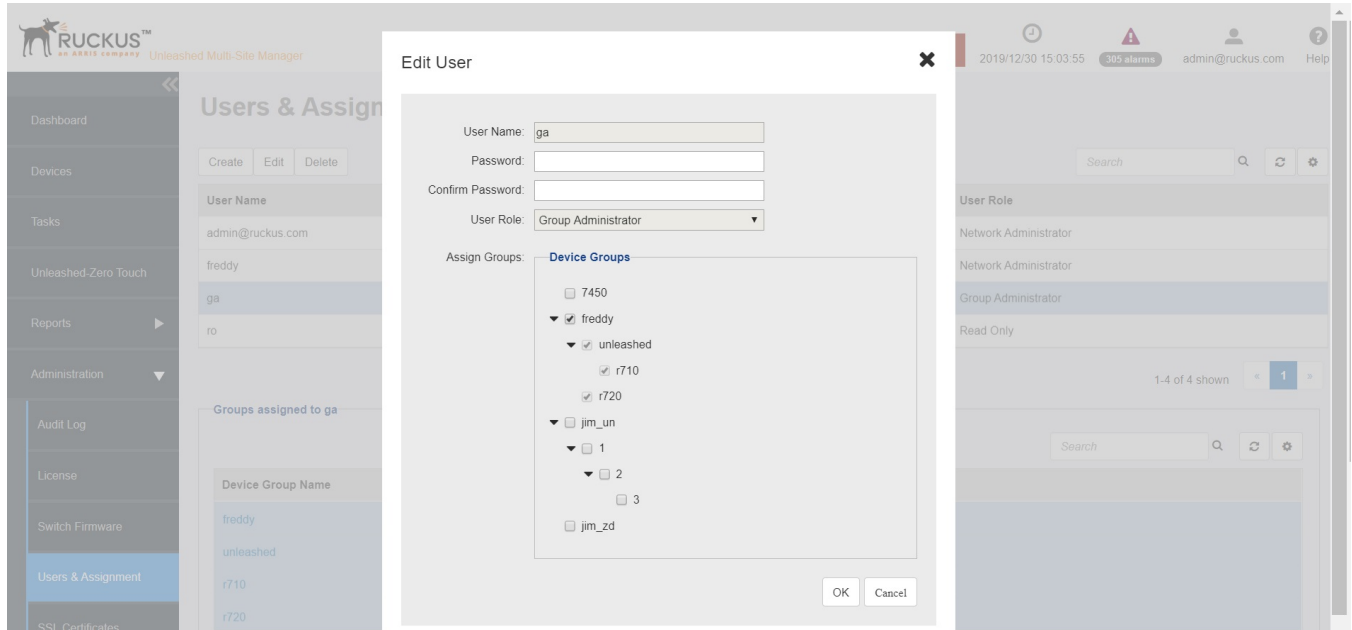 RUCKUS™
an ARRIS company
Unleashed Multi-Site Manager
2019/12/30 15:03:55
305 alarms
admin@ruckus.com
Help
Dashboard
Devices
Tasks
Unleashed-Zero Touch
Reports
Administration
Audit Log
License
Switch Firmware
Users & Assignment
SSL Certificates
Users & Assign
Create Edit Delete
Search
User Name
User Role
admin@ruckus.com
Network Administrator
freddy
Network Administrator
ga
Group Administrator
ro
Read Only
1-4 of 4 shown « 1 »
Groups assigned to ga
Search
Device Group Name
freddy
unleashed
r710
r720
Edit User
User Name: ga
Password:
Confirm Password:
User Role: Group Administrator
Assign Groups:
Device Groups
7450
freddy
unleashed
r710
r720
jim_un
1
2
3
jim_zd
OK Cancel